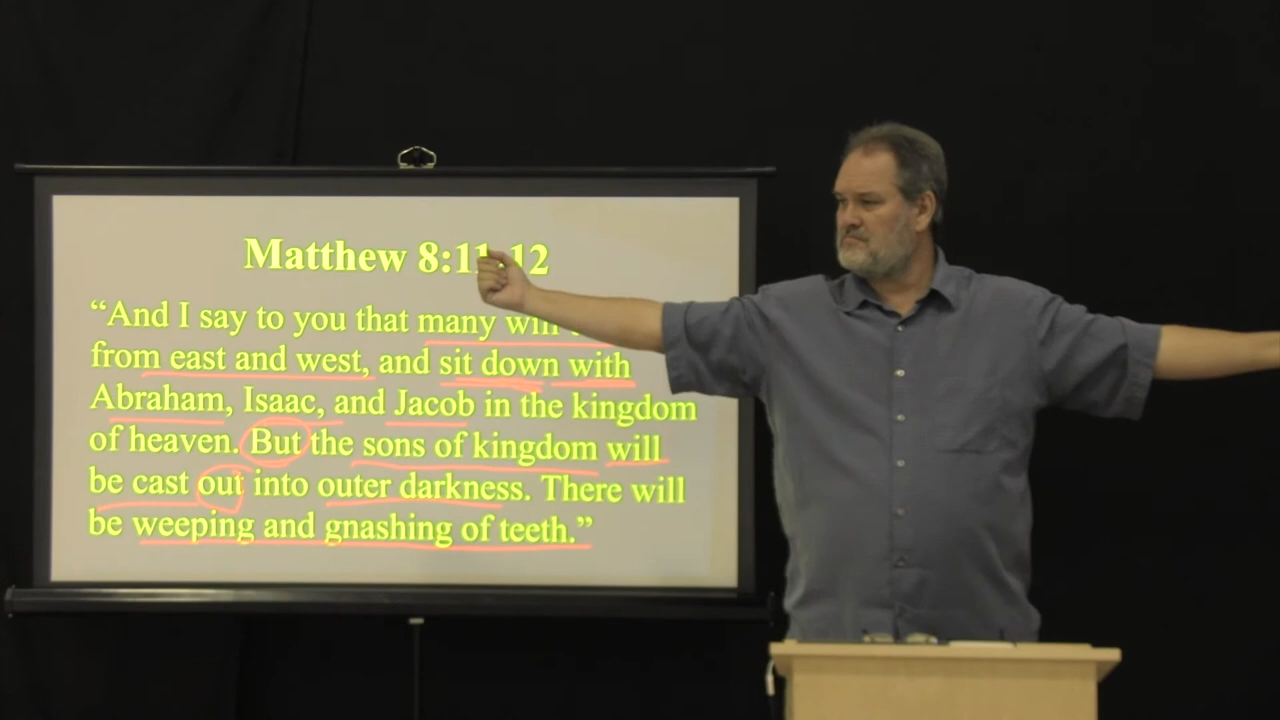 Matthew 8:11-12
“And I say to you that many will
from east and west, and sit down with
Abraham, Isaac, and Jacob in the kingdom
of heaven. But the sons of kingdom will
be cast out into outer darkness. There will
be weeping and gnashing of teeth.”